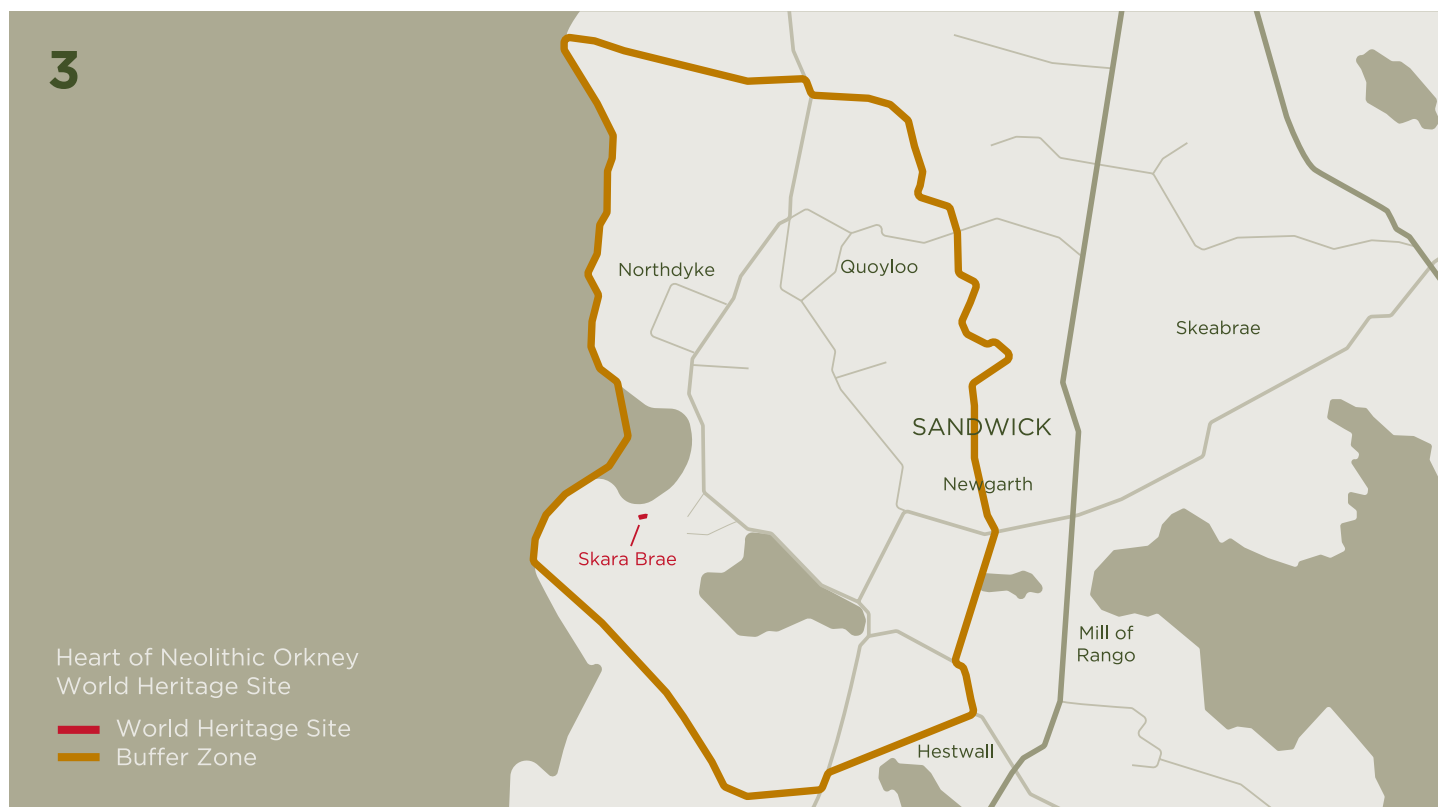 3
Northdyke
Quoyloo
Skeabrae
SANDWICK
Newgarth
Skara Brae
Mill of
Rango
Hestwall
Heart of Neolithic Orkney
World Heritage Site
World Heritage Site
Buffer Zone